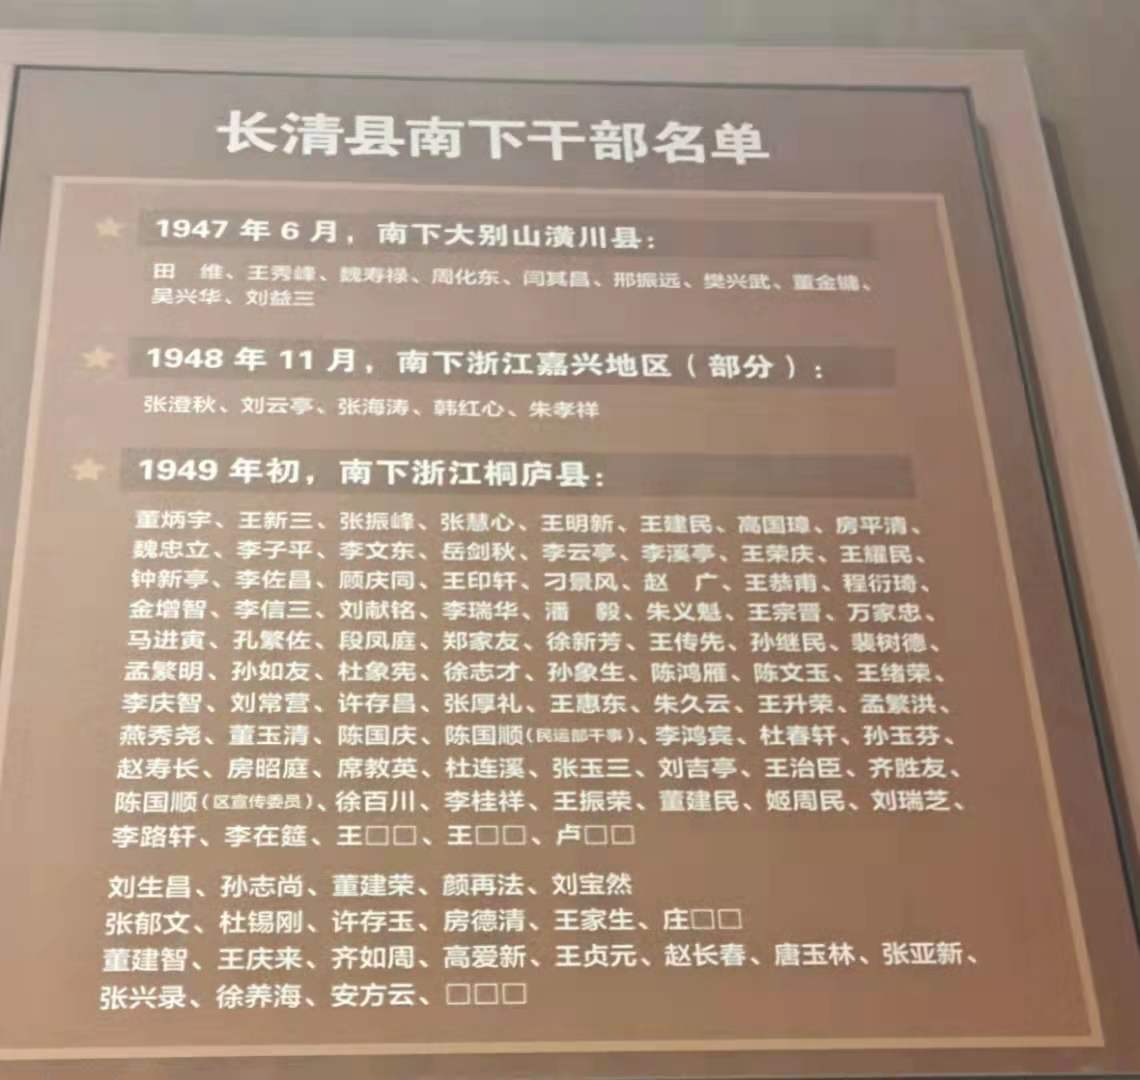 长清县南下干部名单
1947 年 6 月，南下大别山潢川县：
田　维、王秀峰、魏寿禄、周化东、闫其昌、邢振远、樊兴武、董金镛、
吴兴华、刘益三
1948 年 11 月，南下浙江嘉兴地区（部分）：
张澄秋、刘云亭、张海涛、韩红心、朱孝祥
1949 年初，南下浙江桐庐县：
董炳宇、王新三、张振峰、张慧心、王明新、王建民、高国璋、房平清、
魏忠立、李子平、李文东、岳剑秋、李云亭、李溪亭、王荣庆、王耀民、
钟新亭、李佐昌、顾庆同、王印轩、刁景风、赵　广、王恭甫、程衍琦、
金增智、李信三、刘献铭、李瑞华、潘　毅、朱义魁、王宗晋、万家忠、
马进寅、孔繁佐、段凤庭、郑家友、徐新芳、王传先、孙继民、裴树德、
孟繁明、孙如友、杜象宪、徐志才、孙象生、陈鸿雁、陈文玉、王绪荣、
李庆智、刘常营、许存昌、张厚礼、王惠东、朱久云、王升荣、孟繁洪、
燕秀尧、董玉清、陈国庆、陈国顺（民运部干事）、李鸿宾、杜春轩、孙玉芬、
赵寿长、房昭庭、席教英、杜连溪、张玉三、刘吉亭、王治臣、齐胜友、
陈国顺（区宣传委员）、徐百川、李桂祥、王振荣、董建民、姬周民、刘瑞芝、
李路轩、李在筵、王□□、王□□、卢□□
刘生昌、孙志尚、董建荣、颜再法、刘宝然
张郁文、杜锡刚、许存玉、房德清、王家生、庄□□
董建智、王庆来、齐如周、高爱新、王贞元、赵长春、唐玉林、张亚新、
张兴录、徐养海、安方云、□□□